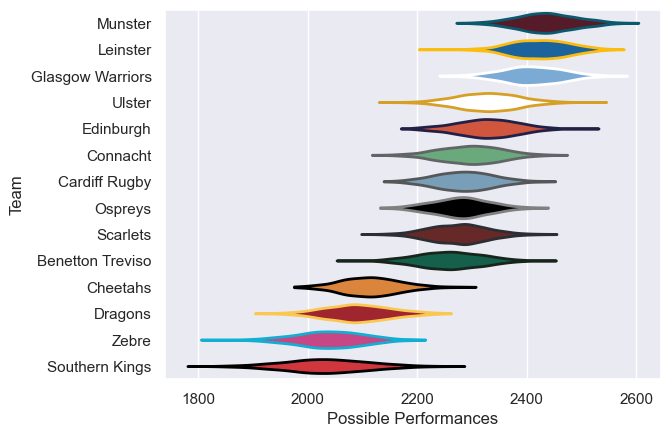 Munster
Leinster
Glasgow Warriors
Ulster
Edinburgh
Connacht
Cardiff Rugby
Ospreys
Scarlets
Benetton Treviso
Cheetahs
Dragons
Zebre
Southern Kings
Team
1800 2000 2200 2400 2600
Possible Performances